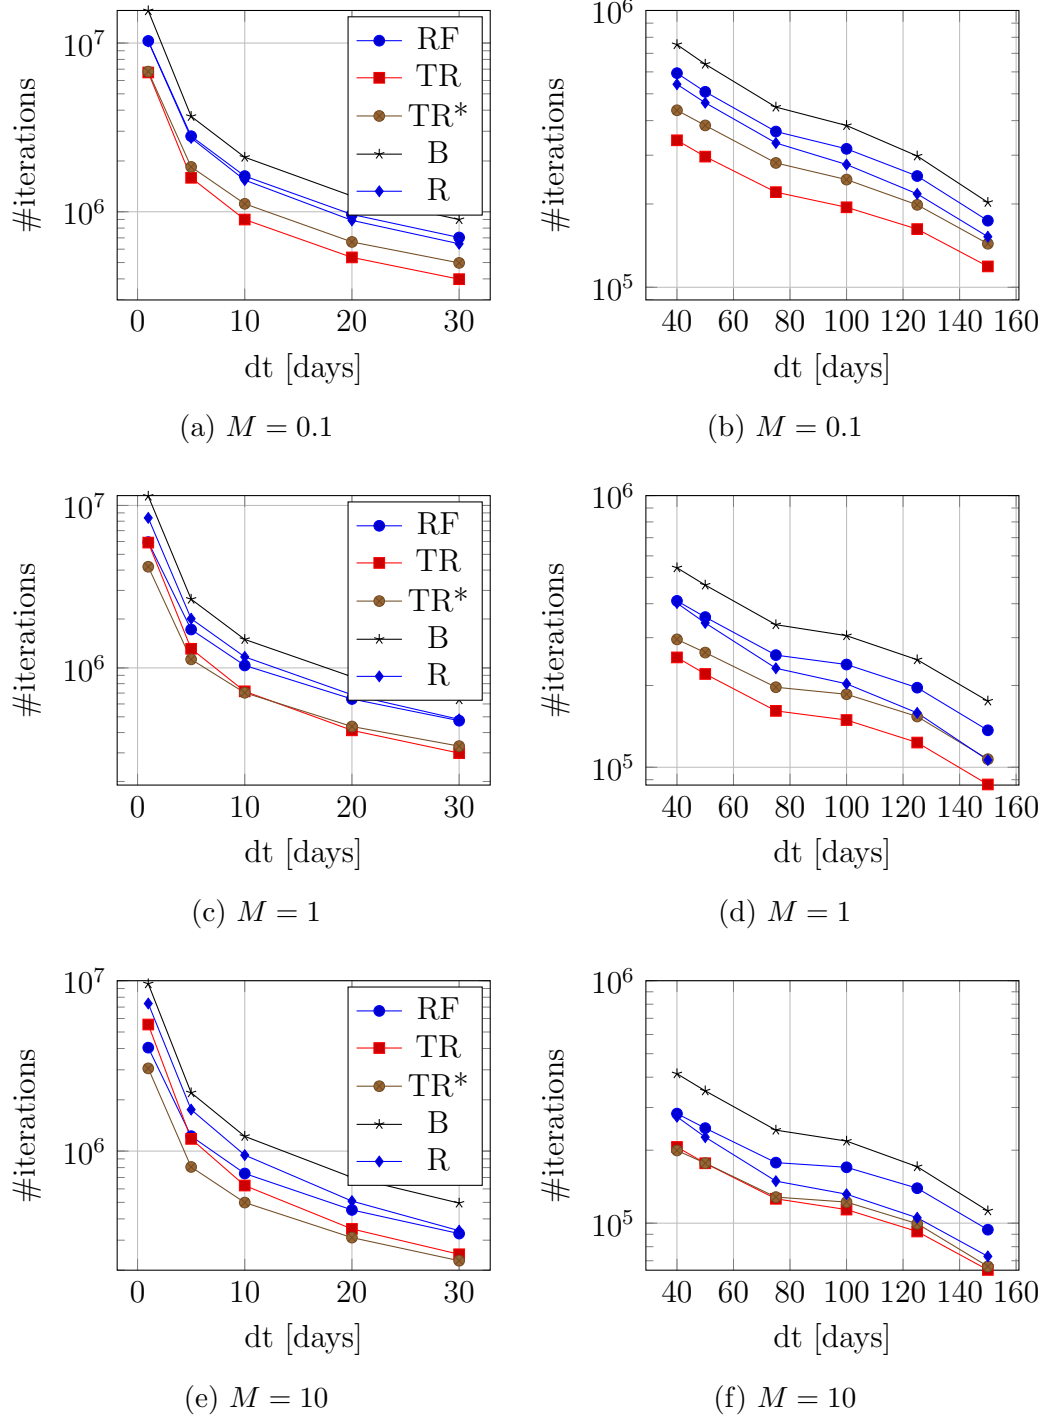 10^7
10^6
#iterations
RF
TR
TR*
B
R
0 10 20 30
dt [days]
(a) M = 0.1
10^6
10^5
#iterations
40 60 80 100 120 140 160
dt [days]
(b) M = 0.1
10^7
10^6
#iterations
RF
TR
TR*
B
R
0 10 20 30
dt [days]
(c) M = 1
10^6
10^5
#iterations
40 60 80 100 120 140 160
dt [days]
(d) M = 1
10^7
10^6
#iterations
RF
TR
TR*
B
R
0 10 20 30
dt [days]
(e) M = 10
10^6
10^5
#iterations
40 60 80 100 120 140 160
dt [days]
(f) M = 10